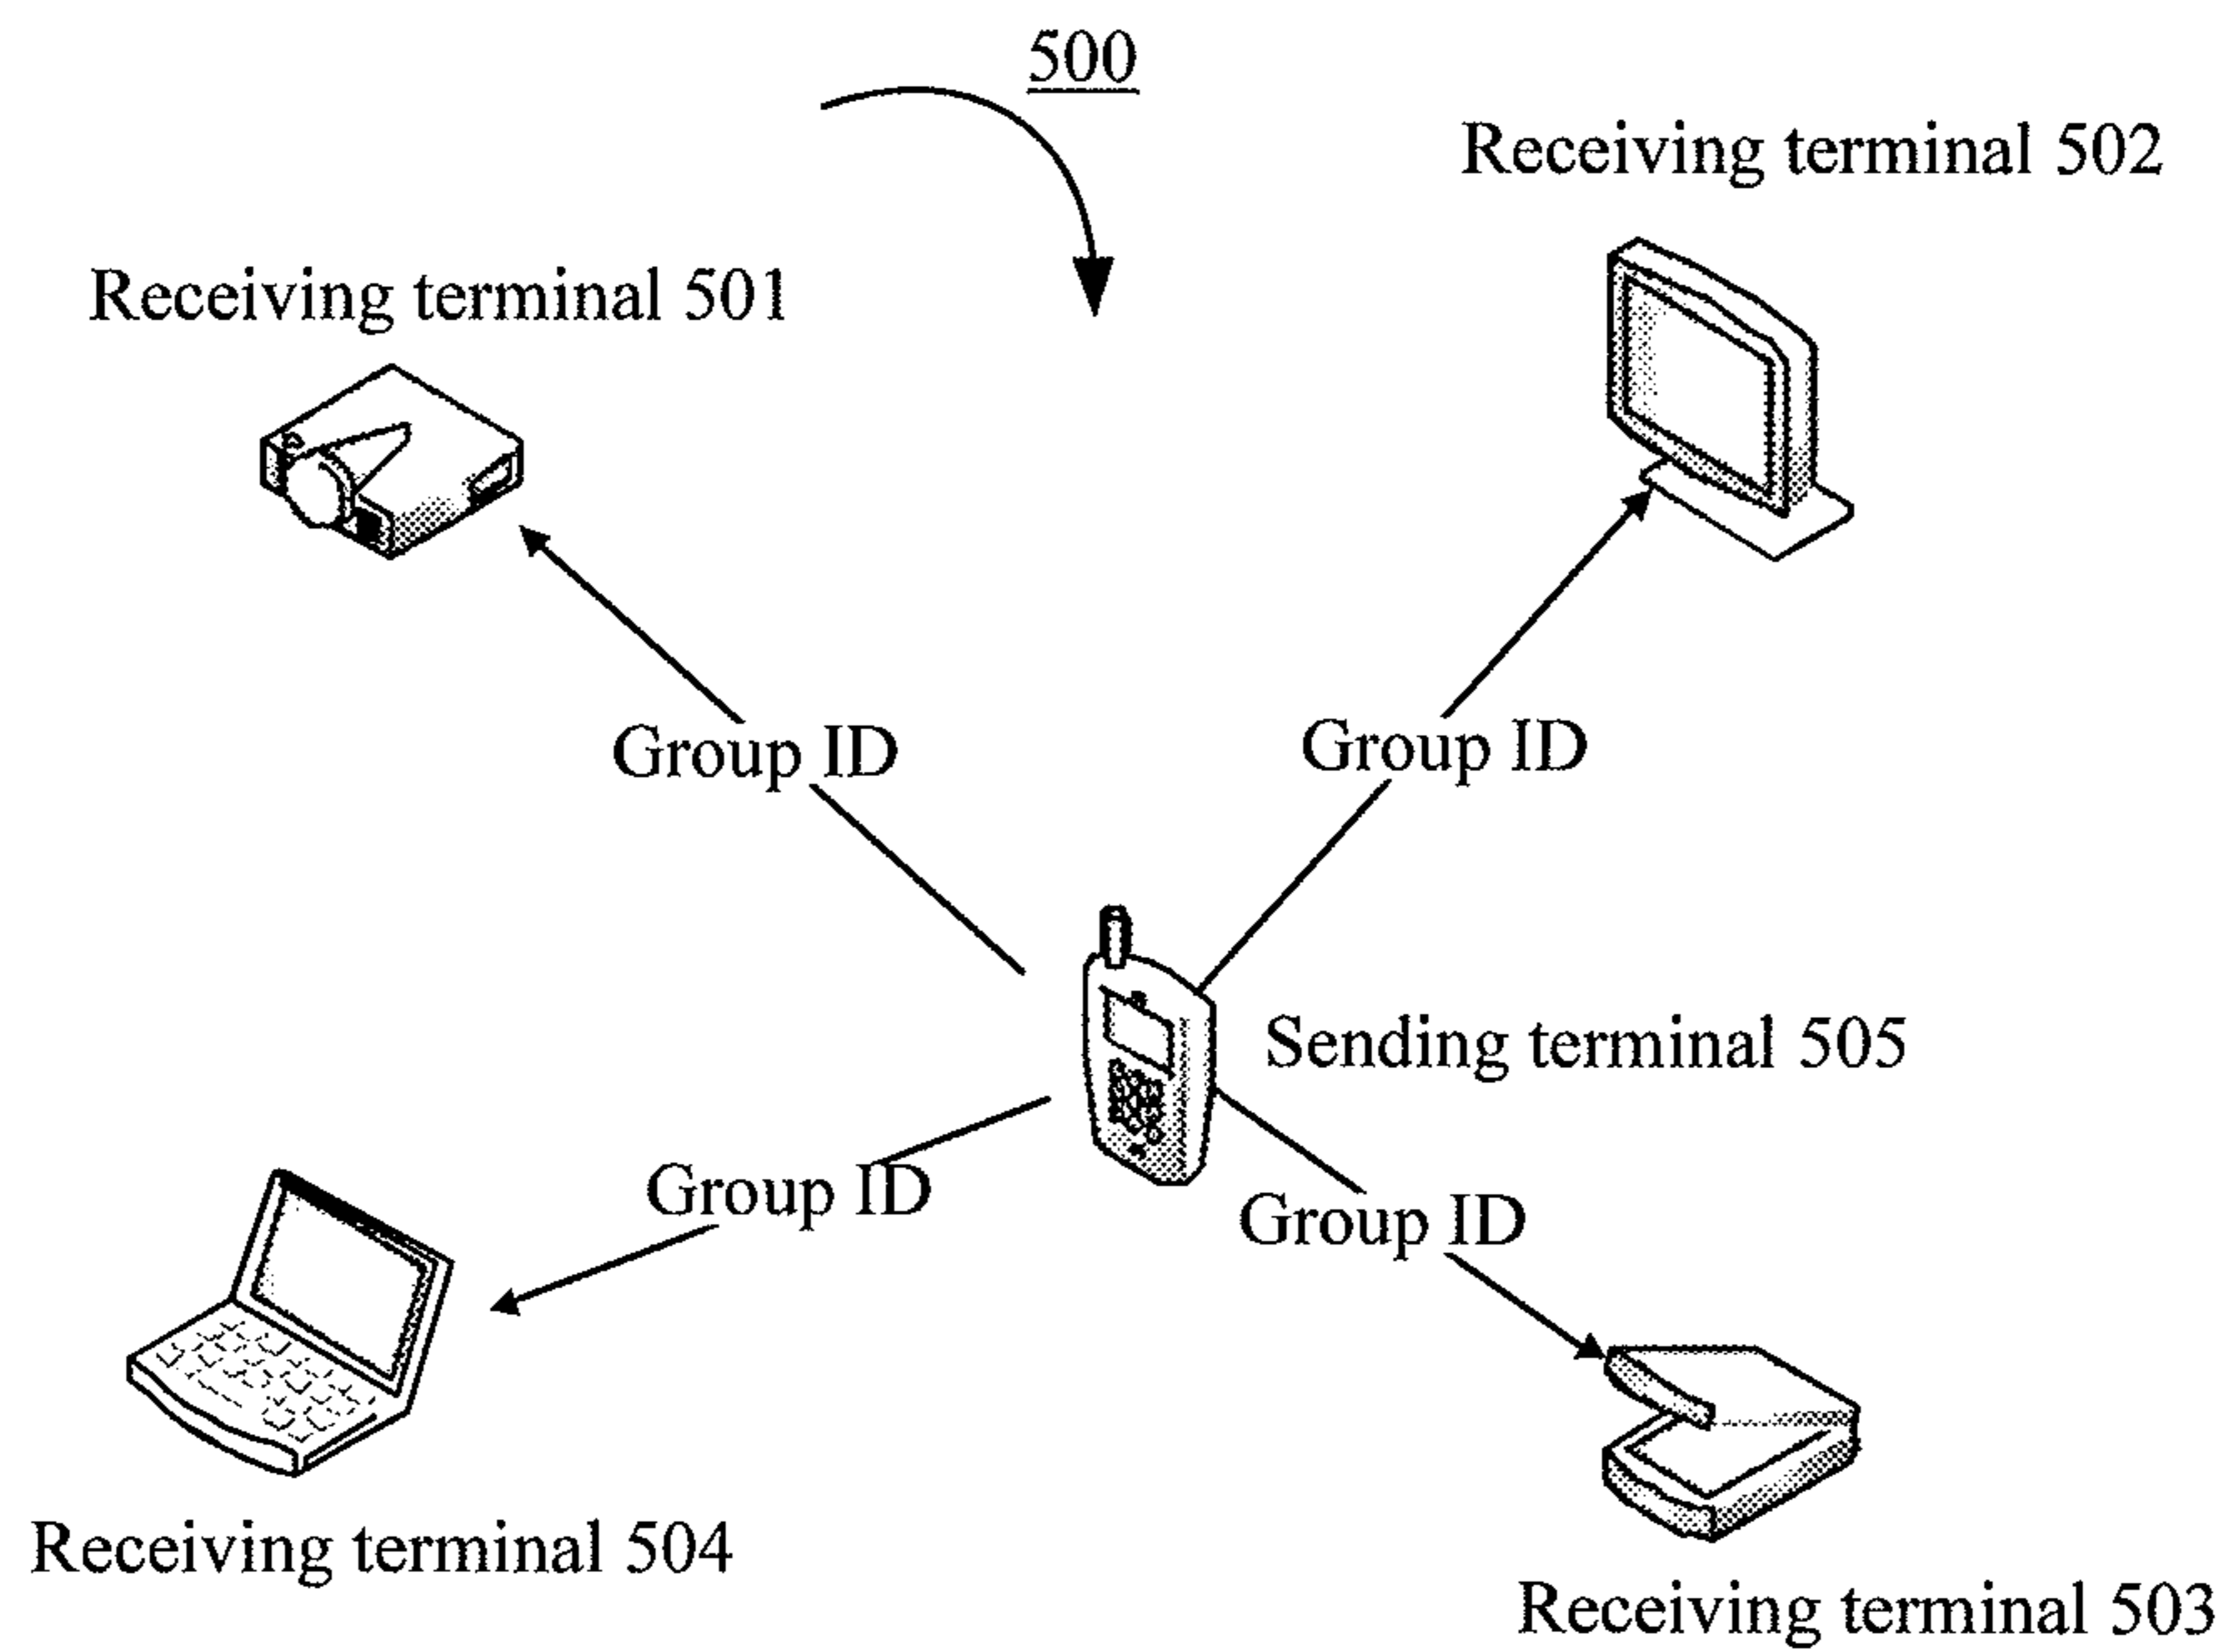 500
Receiving terminal 502
Receiving terminal 501
Group ID
Group ID
Sending terminal 505
Group ID
Group ID
Receiving terminal 504
Receiving terminal 503